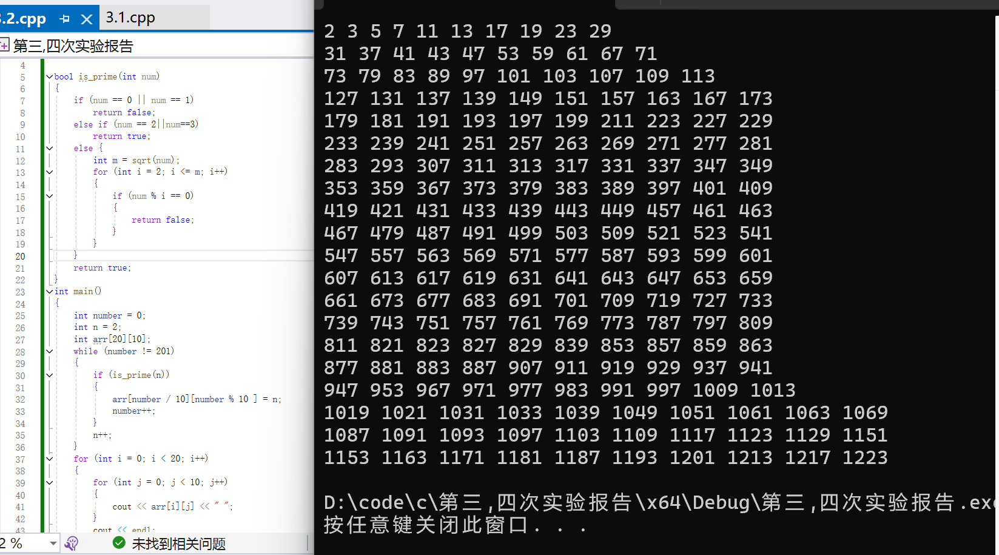 .2.cpp
3.1.cpp
第三,四次实验报告
4
5 bool is_prime(int num)
6 {
7 if (num == 0 || num == 1)
8 return false;
9 else if (num == 2||num==3)
10 return true;
11 else {
12 int m = sqrt(num);
13 for (int i = 2; i <= m; i++)
14 {
15 if (num % i == 0)
16 {
17 return false;
18 }
19 }
20 }
21 return true;
22 }
23 int main()
24 {
25 int number = 0;
26 int n = 2;
27 int arr[20][10];
28 while (number != 201)
29 {
30 if (is_prime(n))
31 {
32 arr[number / 10][number % 10 ] = n;
33 number++;
34 }
35 n++;
36 }
37 for (int i = 0; i < 20; i++)
38 {
39 for (int j = 0; j < 10; j++)
40 {
41 cout << arr[i][j] << " ";
42 }
43 cout << endl;
2 %
未找到相关问题
2 3 5 7 11 13 17 19 23 29
31 37 41 43 47 53 59 61 67 71
73 79 83 89 97 101 103 107 109 113
127 131 137 139 149 151 157 163 167 173
179 181 191 193 197 199 211 223 227 229
233 239 241 251 257 263 269 271 277 281
283 293 307 311 313 317 331 337 347 349
353 359 367 373 379 383 389 397 401 409
419 421 431 433 439 443 449 457 461 463
467 479 487 491 499 503 509 521 523 541
547 557 563 569 571 577 587 593 599 601
607 613 617 619 631 641 643 647 653 659
661 673 677 683 691 701 709 719 727 733
739 743 751 757 761 769 773 787 797 809
811 821 823 827 829 839 853 857 859 863
877 881 883 887 907 911 919 929 937 941
947 953 967 971 977 983 991 997 1009 1013
1019 1021 1031 1033 1039 1049 1051 1061 1063 1069
1087 1091 1093 1097 1103 1109 1117 1123 1129 1151
1153 1163 1171 1181 1187 1193 1201 1213 1217 1223
D:\code\c\第三,四次实验报告\x64\Debug\第三,四次实验报告.exe
按任意键关闭此窗口. . .